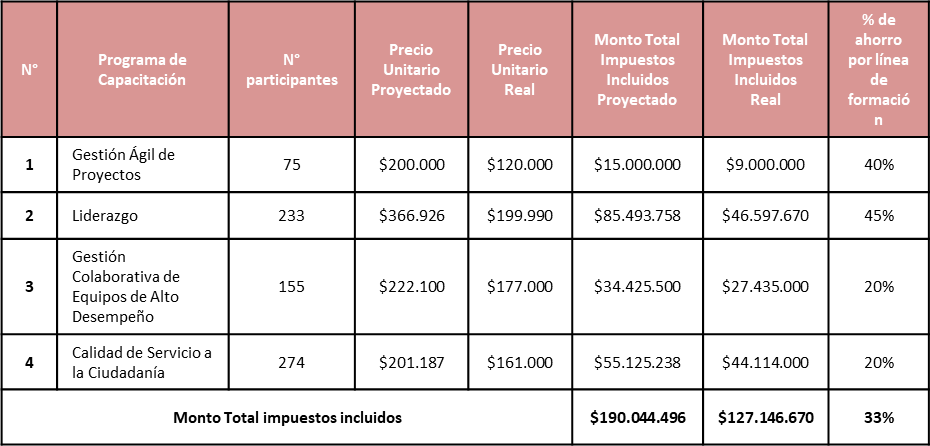 N°
Programa de
Capacitación
N°
participantes
Precio
Unitario
Proyectado
Precio
Unitario
Real
Monto Total
Impuestos
Incluidos
Proyectado
Monto Total
Impuestos
Incluidos
Real
% de
ahorro
por línea
de
formació
n
1
Gestión Ágil de
Proyectos
75
$200.000
$120.000
$15.000.000
$9.000.000
40%
2
Liderazgo
233
$366.926
$199.990
$85.493.758
$46.597.670
45%
3
Gestión
Colaborativa de
Equipos de Alto
Desempeño
155
$222.100
$177.000
$34.425.500
$27.435.000
20%
4
Calidad de Servicio a
la Ciudadanía
274
$201.187
$161.000
$55.125.238
$44.114.000
20%
Monto Total impuestos incluidos
$190.044.496
$127.146.670
33%